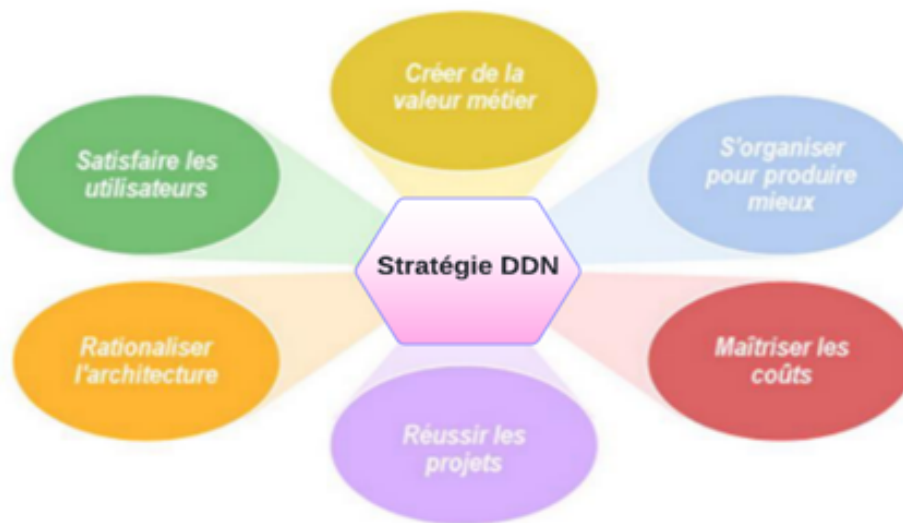 Créer de la
valeur métier
Satisfaire les
utilisateurs
S'organiser
pour produire
mieux
Stratégie DDN
Rationaliser
l'architecture
Maîtriser les
coûts
Réussir les
projets